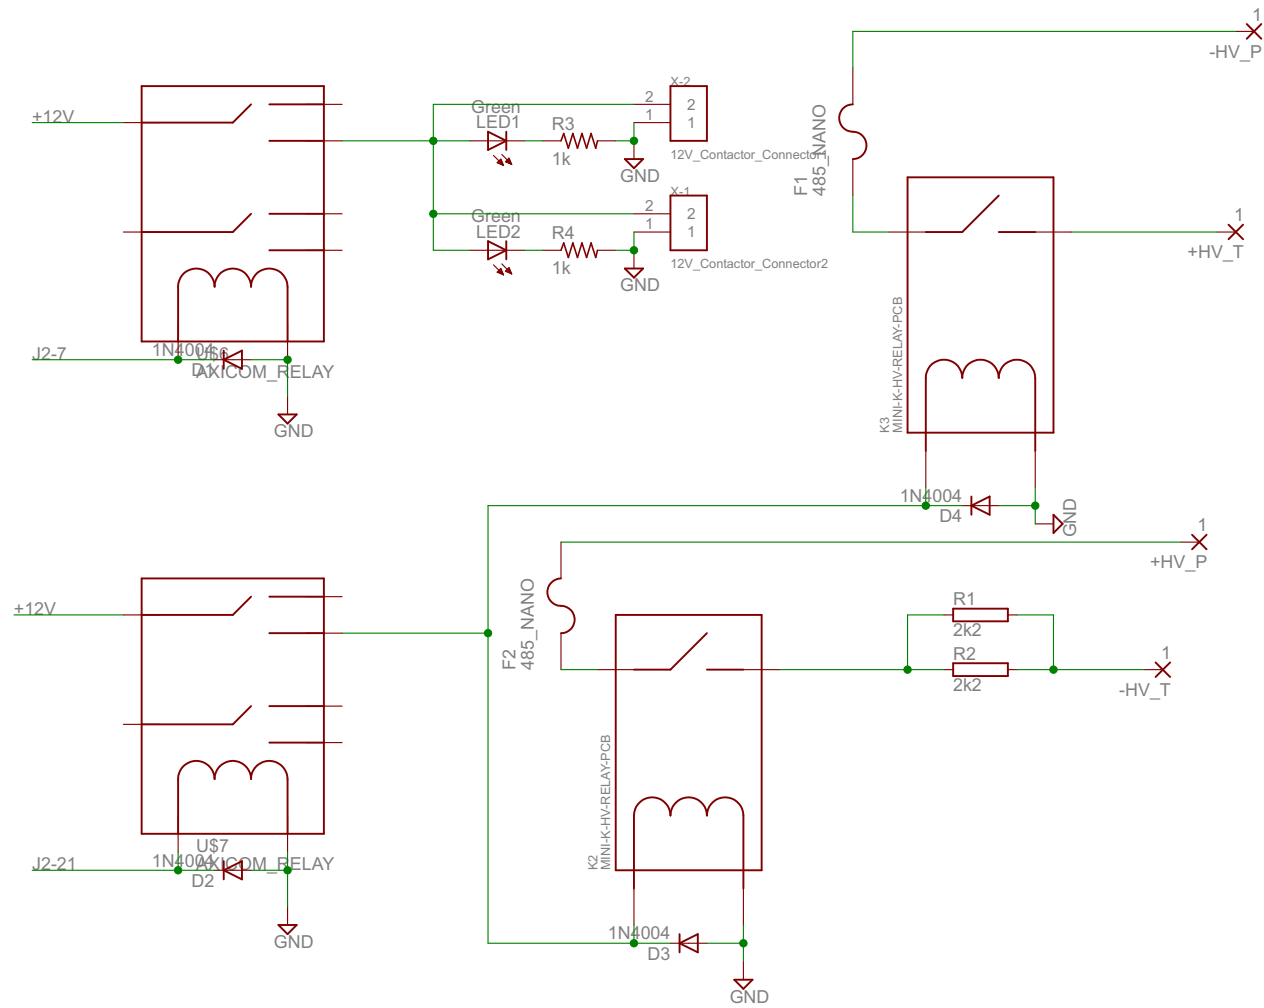 1
-HV_P
X-2
+12V
Green
LED1
R3
1k
2
1
2
1
12V_Contactor_Connector1
GND
F1
485_NANO
X-1
Green
LED2
R4
1k
2
1
2
1
12V_Contactor_Connector2
GND
1
+HV_T
K3
MINI-K-HV-RELAY-PCB
J2-7
1N4004
D1
U$6
AXICOM_RELAY
GND
1N4004
D4
GND
1
+HV_P
F2
485_NANO
+12V
R1
2k2
R2
2k2
1
-HV_T
K2
MINI-K-HV-RELAY-PCB
J2-21
1N4004
D2
U$7
AXICOM_RELAY
GND
1N4004
D3
GND